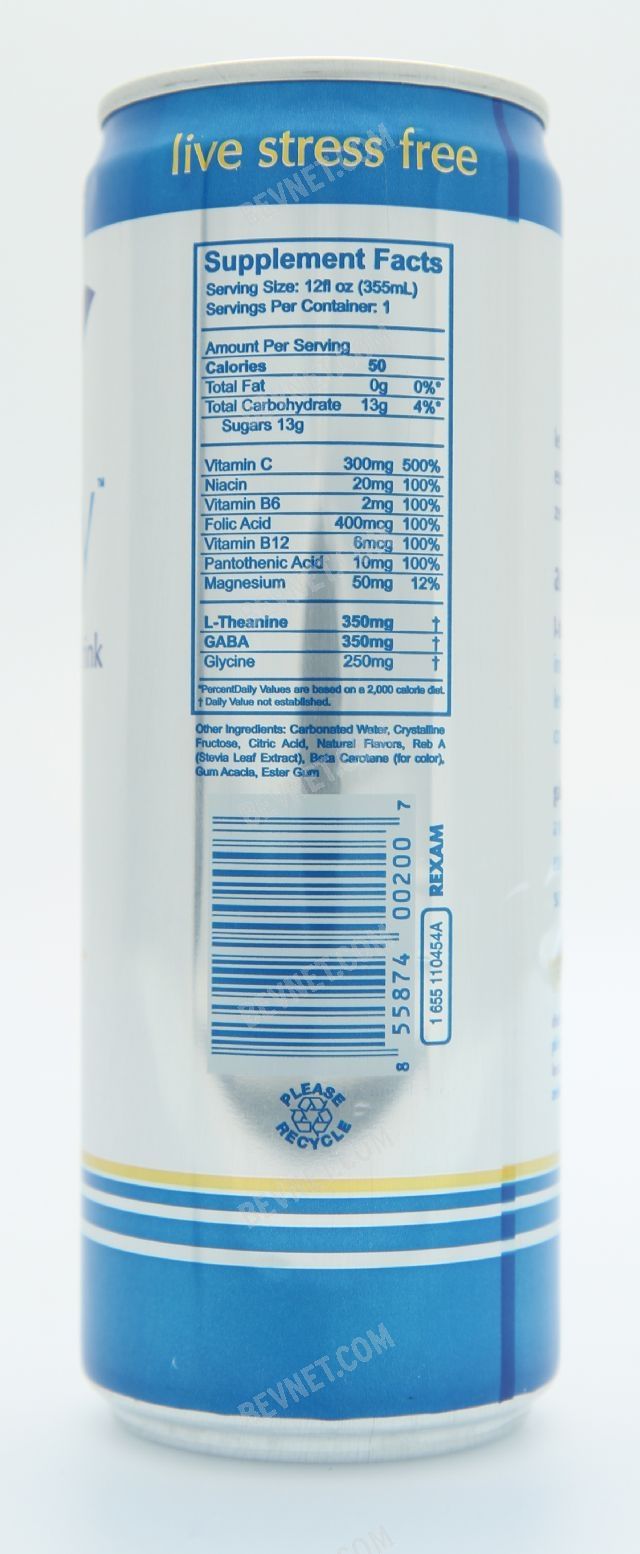 live stress free
Supplement Facts
Serving Size: 12fl oz (355mL)
Servings Per Container: 1
Amount Per Serving
Calories 50
Total Fat 0g 0%*
Total Carbohydrate 13g 4%*
Sugars 13g
Vitamin C 300mg 500%
Niacin 20mg 100%
Vitamin B6 2mg 100%
Folic Acid 400mcg 100%
Vitamin B12 6mcg 100%
Pantothenic Acid 10mg 100%
Magnesium 50mg 12%
L-Theanine 350mg †
GABA 350mg †
Glycine 250mg †
*PercentDaily Values are based on a 2,000 calorie diet.
† Daily Value not established.
Other Ingredients: Carbonated Water, Crystalline
Fructose, Citric Acid, Natural Flavors, Reb A
(Stevia Leaf Extract), Beta Carotene (for color),
Gum Acacia, Ester Gum
8 55874 00200 7
REXAM
1 655 110454A
PLEASE
RECYCLE
ink
™
BEVNET.COM